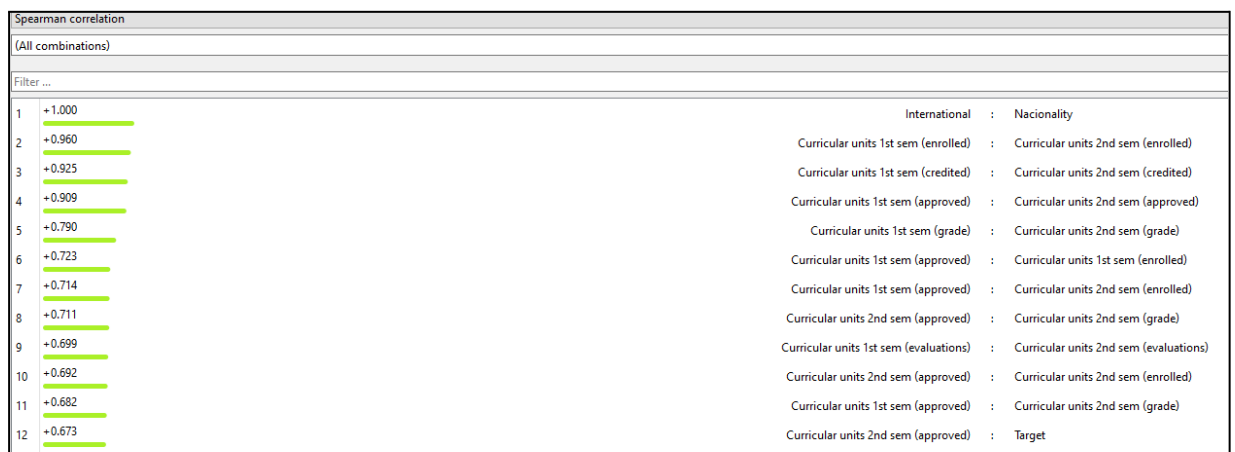 Spearman correlation
(All combinations)
Filter ...
1 +1.000 International : Nacionality
2 +0.960 Curricular units 1st sem (enrolled) : Curricular units 2nd sem (enrolled)
3 +0.925 Curricular units 1st sem (credited) : Curricular units 2nd sem (credited)
4 +0.909 Curricular units 1st sem (approved) : Curricular units 2nd sem (approved)
5 +0.790 Curricular units 1st sem (grade) : Curricular units 2nd sem (grade)
6 +0.723 Curricular units 1st sem (approved) : Curricular units 1st sem (enrolled)
7 +0.714 Curricular units 1st sem (approved) : Curricular units 2nd sem (enrolled)
8 +0.711 Curricular units 2nd sem (approved) : Curricular units 2nd sem (grade)
9 +0.699 Curricular units 1st sem (evaluations) : Curricular units 2nd sem (evaluations)
10 +0.692 Curricular units 2nd sem (approved) : Curricular units 2nd sem (enrolled)
11 +0.682 Curricular units 1st sem (approved) : Curricular units 2nd sem (grade)
12 +0.673 Curricular units 2nd sem (approved) : Target